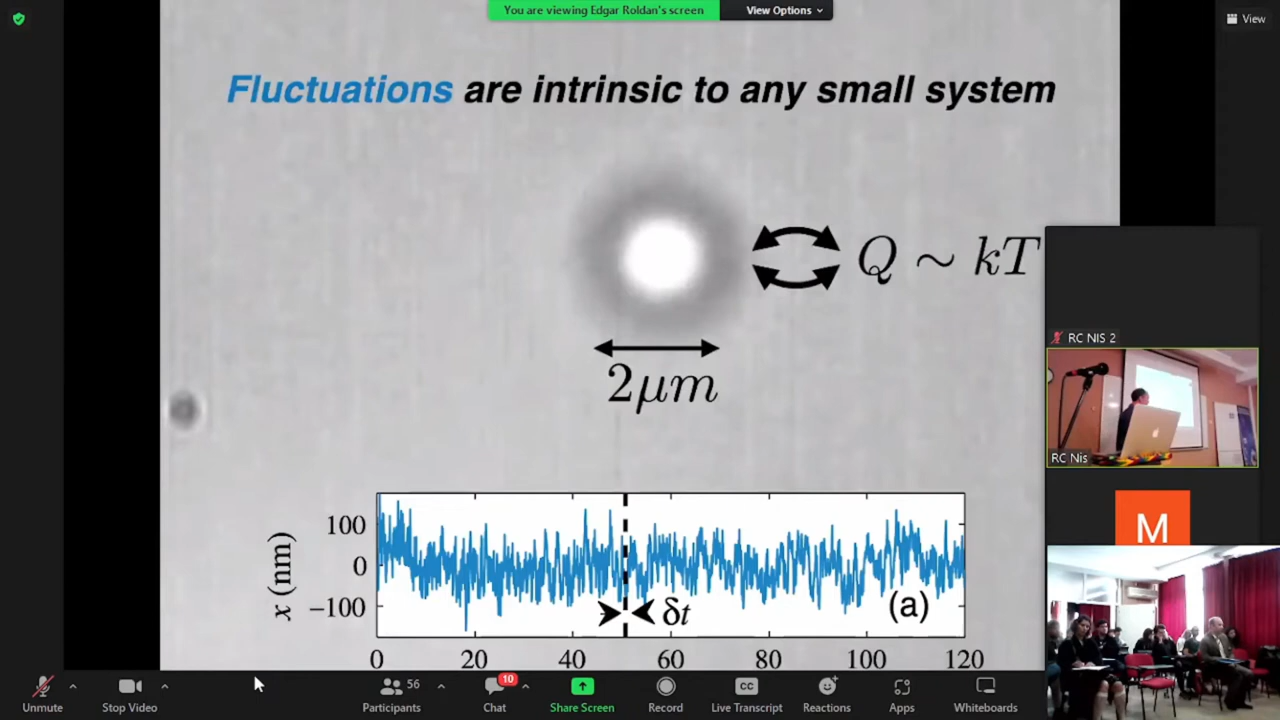 You are viewing Edgar Roldan's screen
View Options
View
Fluctuations are intrinsic to any small system
Q ∼ kT
2μm
RC NIS 2
RC Nis
M
x (nm)
100
0
−100
δt
(a)
0 20 40 60 80 100 120
Unmute
Stop Video
56
Participants
10
Chat
Share Screen
Record
CC
Live Transcript
Reactions
Apps
Whiteboards